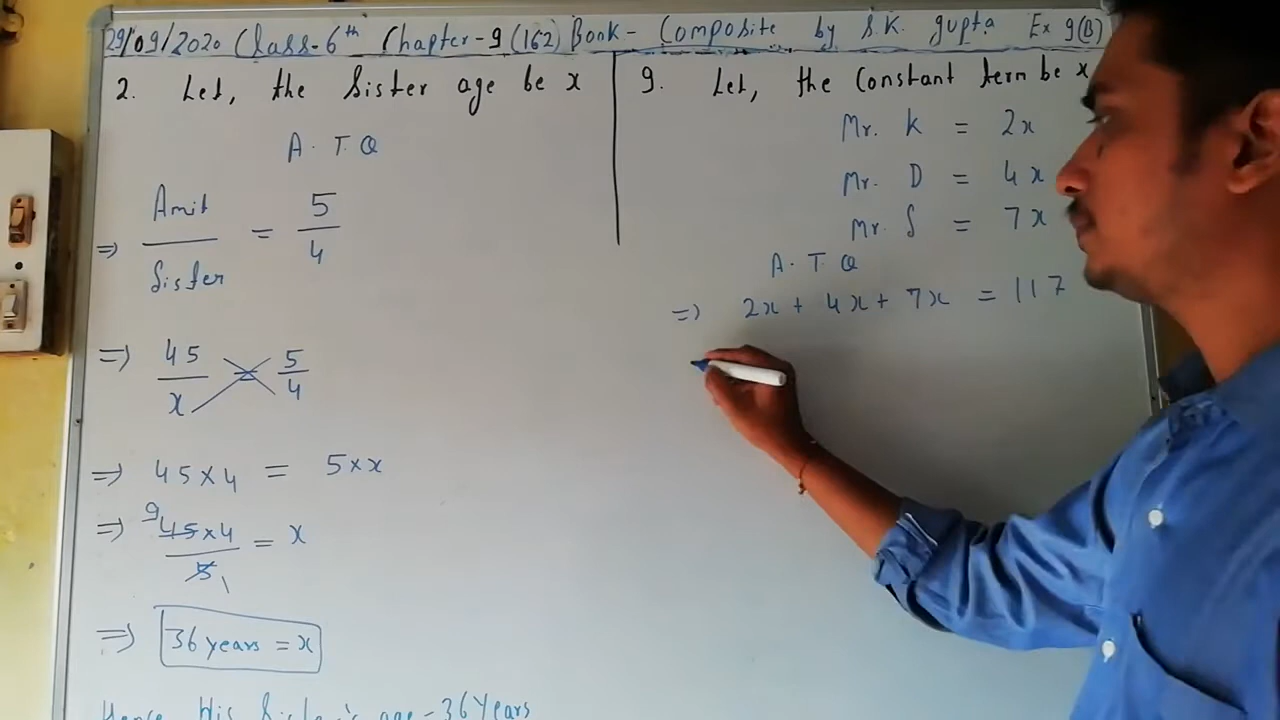 29/09/2020 Class-6th Chapter-9 (162) Book- Composite by S.K. gupta Ex 9(B)
2. Let, the Sister age be x
A. T Q
=> Amit / Sister = 5/4
=> 45/x = 5/4
=> 45×4 = 5×x
=> 9 45×4 / 5 1 = x
=> 36 years = x
Hence His Sister's age - 36 Years
9. Let, the Constant term be x
Mr. K = 2x
Mr. D = 4x
Mr. S = 7x
A. T Q
=> 2x + 4x + 7x = 117